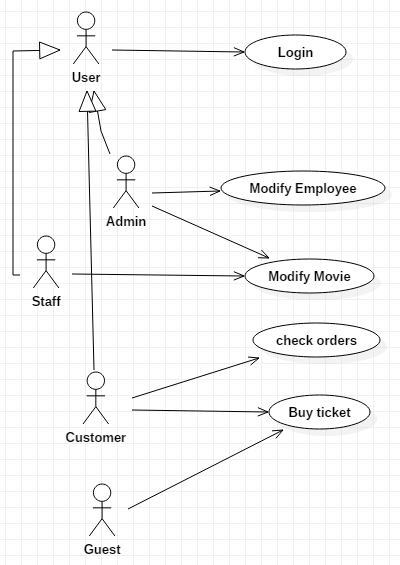 User
Login
Admin
Modify Employee
Staff
Modify Movie
check orders
Customer
Buy ticket
Guest